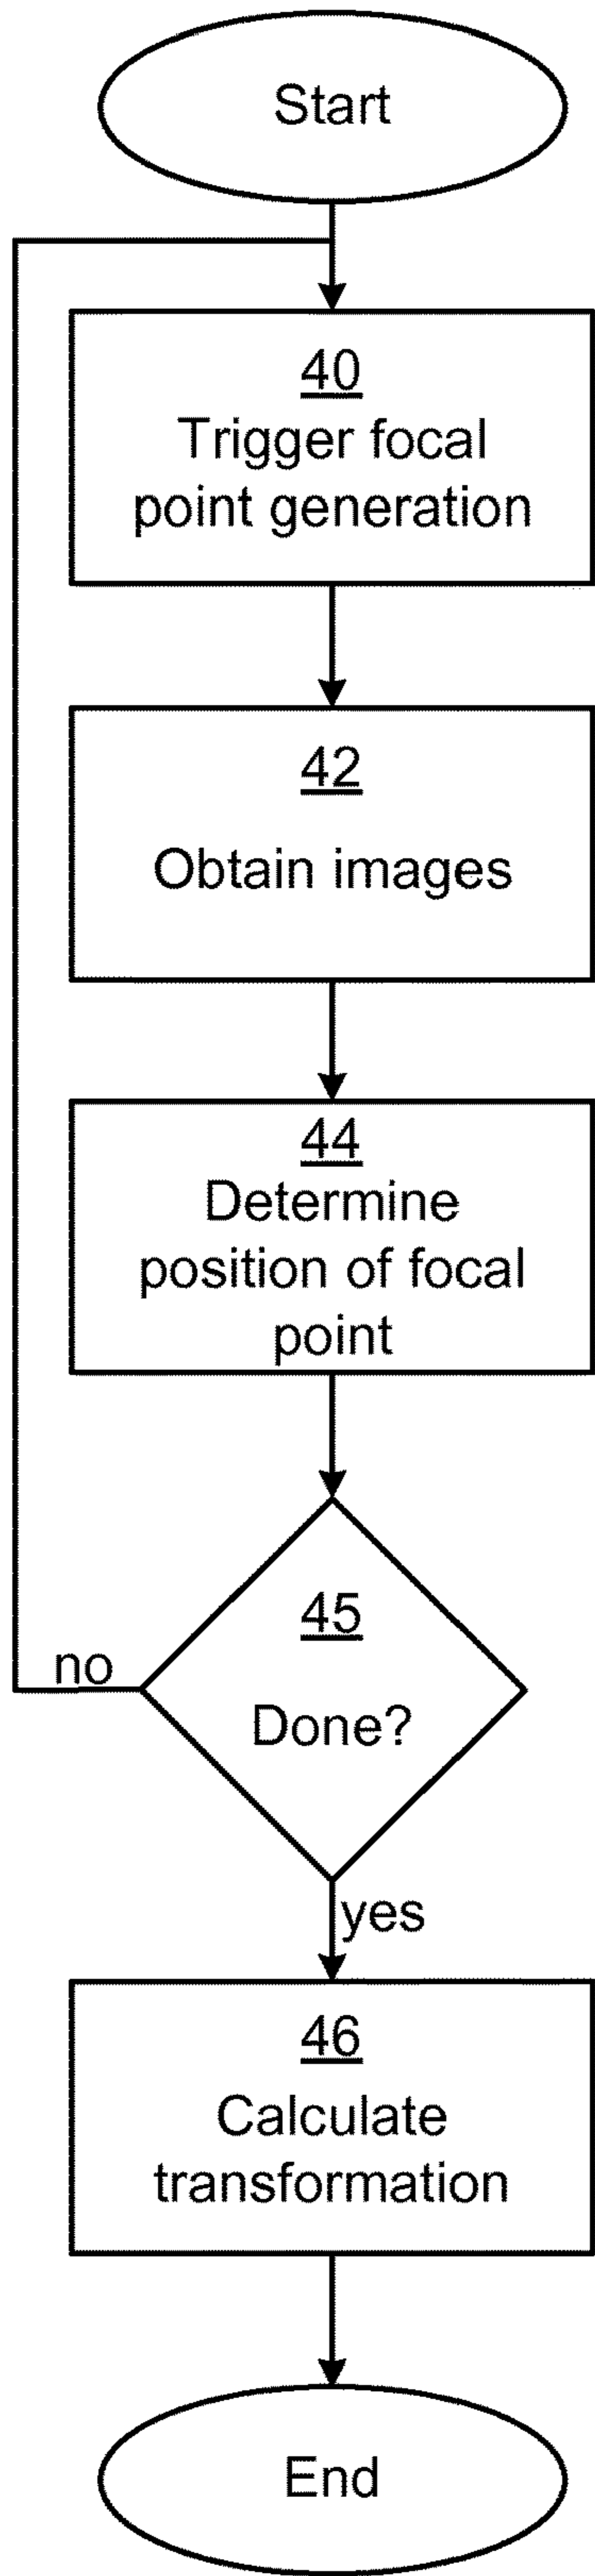 Start
40
Trigger focal
point generation
42
Obtain images
44
Determine
position of focal
point
45
no
Done?
yes
46
Calculate
transformation
End